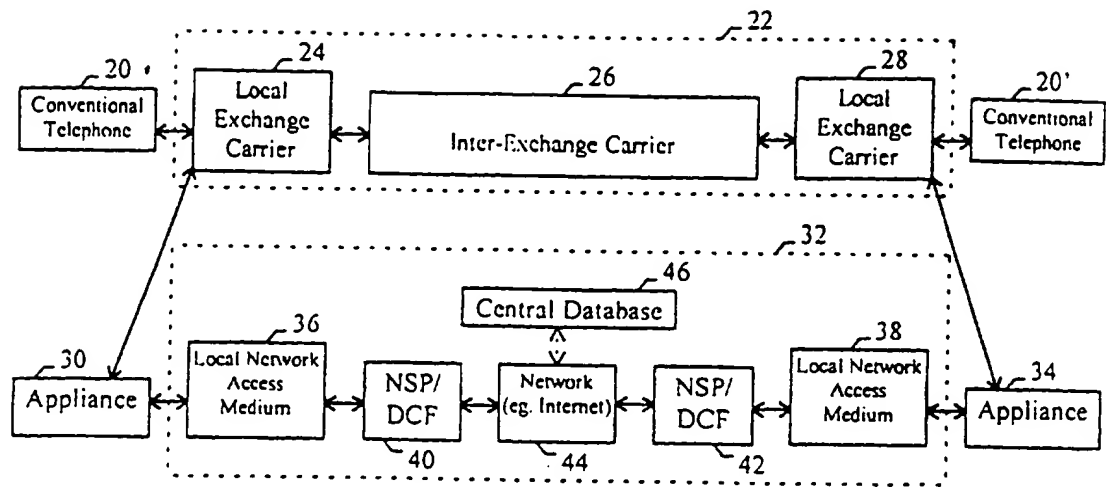 22
20
Conventional
Telephone
24
Local
Exchange
Carrier
26
Inter-Exchange Carrier
28
Local
Exchange
Carrier
20'
Conventional
Telephone
32
46
Central Database
30
Appliance
36
Local Network
Access
Medium
NSP/
DCF
40
Network
(eg. Internet)
44
NSP/
DCF
42
38
Local Network
Access
Medium
34
Appliance